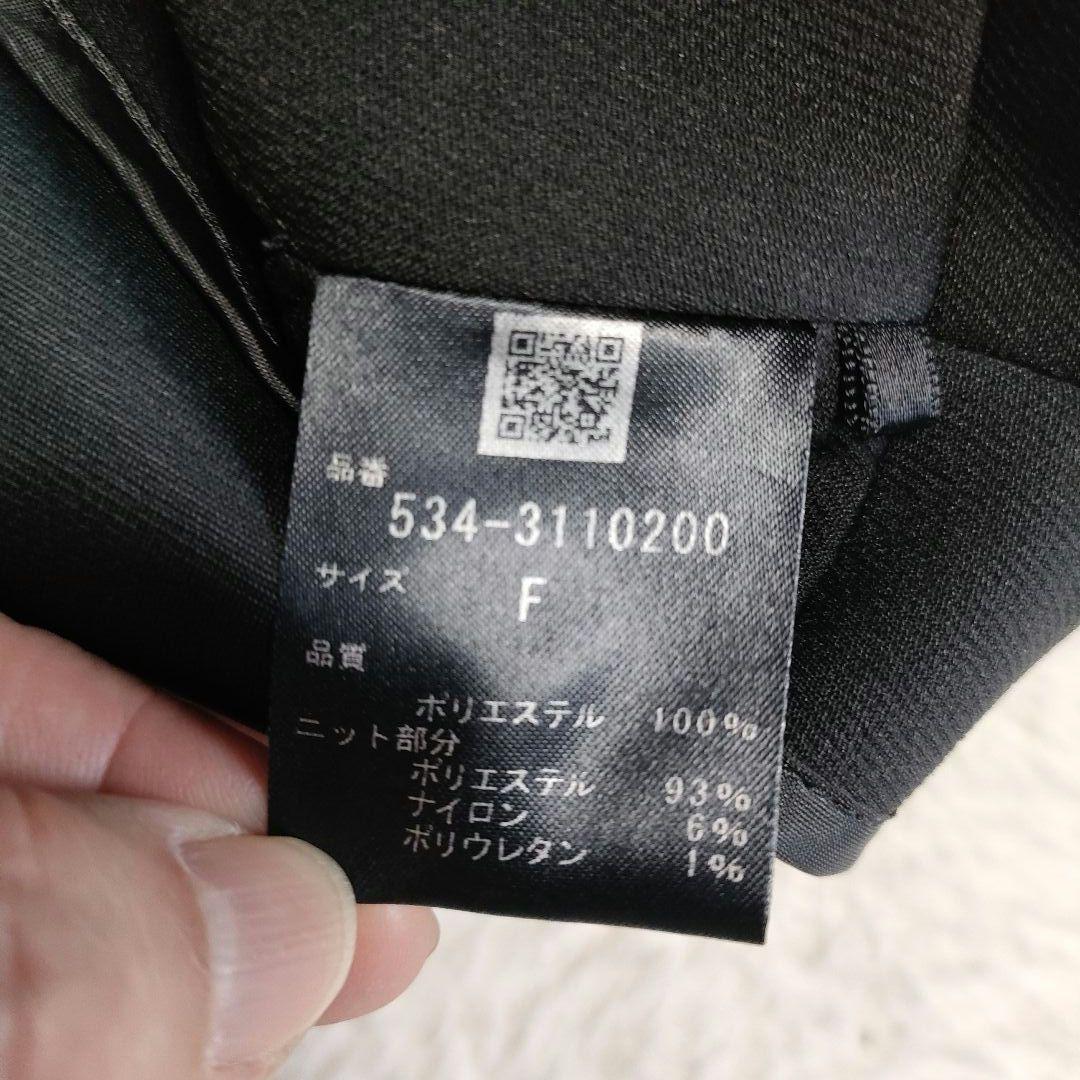 品番
534-3110200
サイズ F
品質
ポリエステル 100%
ニット部分
ポリエステル 93%
ナイロン 6%
ポリウレタン 1%